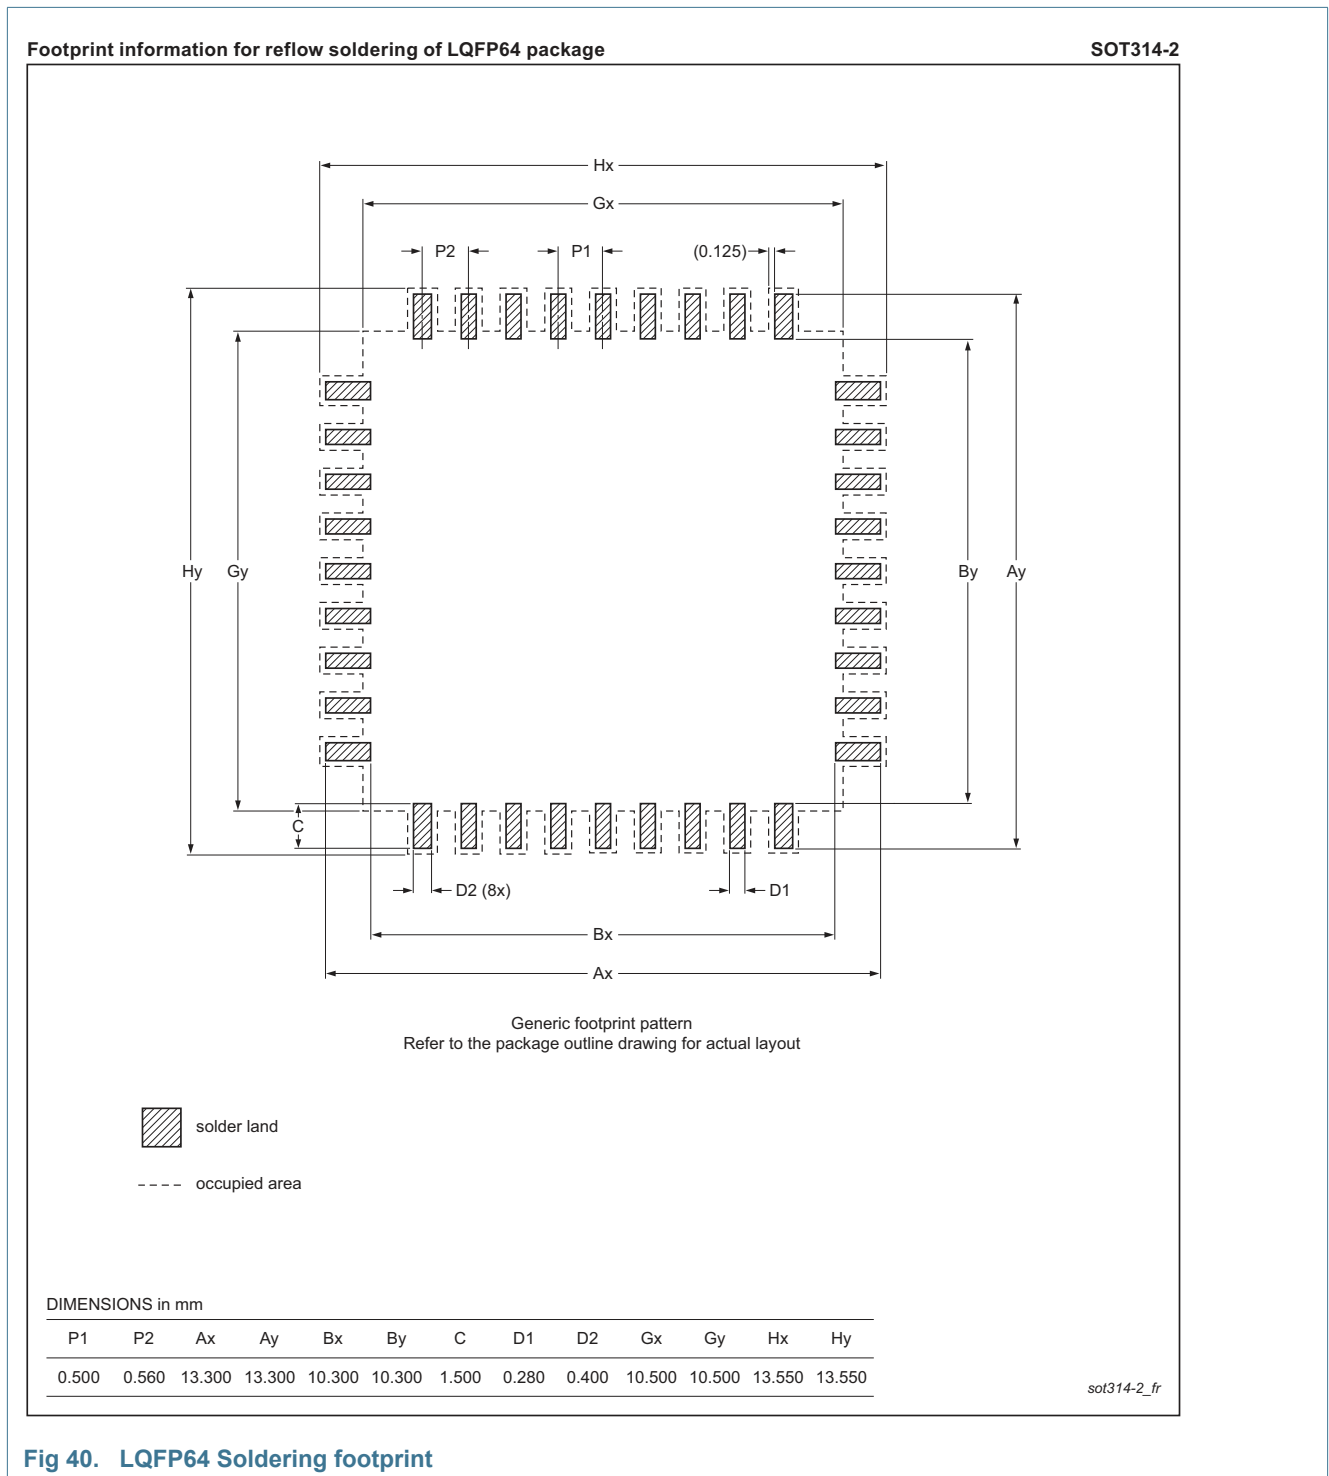 Footprint information for reflow soldering of LQFP64 package SOT314-2
Hx
Gx
P2 P1 (0.125)
Hy Gy By Ay
C
D2 (8x) D1
Bx
Ax
Generic footprint pattern
Refer to the package outline drawing for actual layout
solder land
occupied area
DIMENSIONS in mm
P1 P2 Ax Ay Bx By C D1 D2 Gx Gy Hx Hy
0.500 0.560 13.300 13.300 10.300 10.300 1.500 0.280 0.400 10.500 10.500 13.550 13.550
sot314-2_fr
Fig 40. LQFP64 Soldering footprint